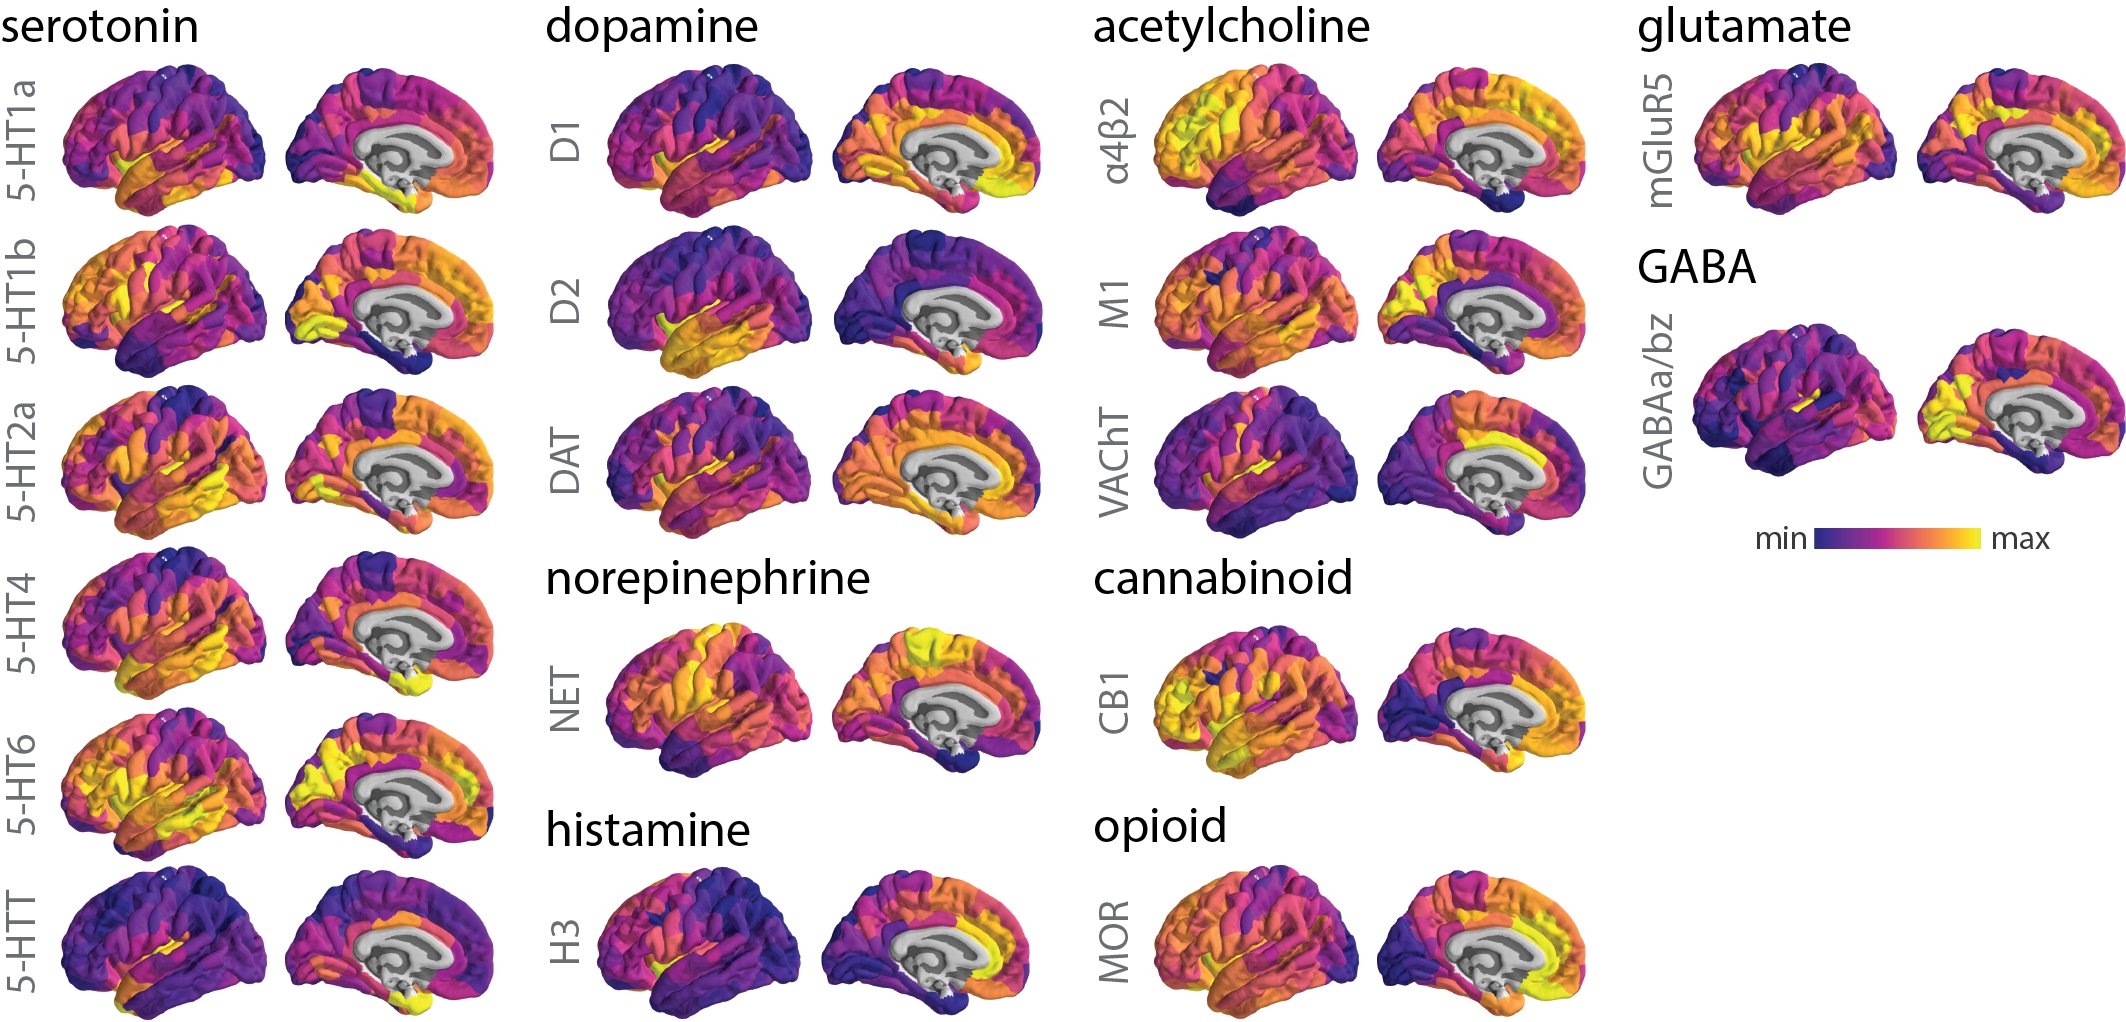 serotonin
5-HT1a
5-HT1b
5-HT2a
5-HT4
5-HT6
5-HTT
dopamine
D1
D2
DAT
norepinephrine
NET
histamine
H3
acetylcholine
α4β2
M1
VAChT
cannabinoid
CB1
opioid
MOR
glutamate
mGluR5
GABA
GABAa/bz
min max